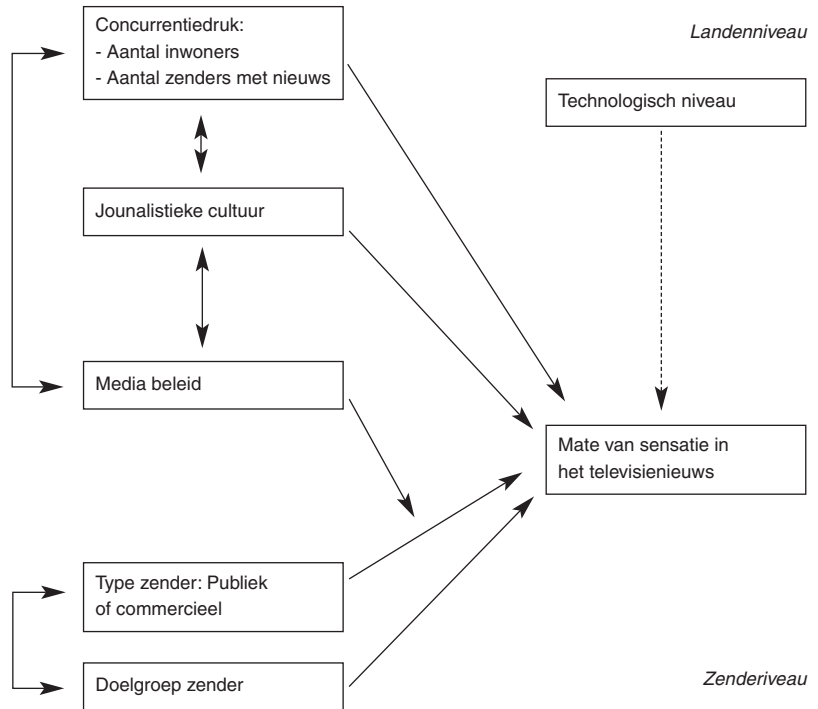 Concurrentiedruk:
- Aantal inwoners
- Aantal zenders met nieuws
Landenniveau
Technologisch niveau
Jounalistieke cultuur
Media beleid
Mate van sensatie in
het televisienieuws
Type zender: Publiek
of commercieel
Doelgroep zender
Zenderiveau